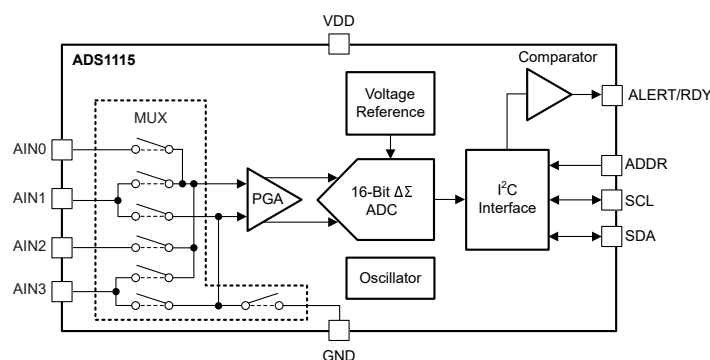 VDD
ADS1115
Comparator
MUX
Voltage
Reference
ALERT/RDY
AIN0
ADDR
AIN1
PGA
16-Bit ΔΣ
ADC
I²C
Interface
SCL
AIN2
SDA
AIN3
Oscillator
GND